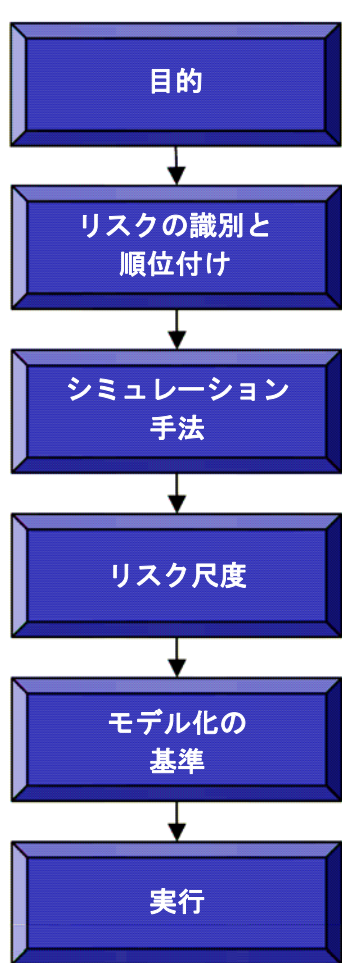 目的
リスクの識別と
順位付け
シミュレーション
手法
リスク尺度
モデル化の
基準
実行